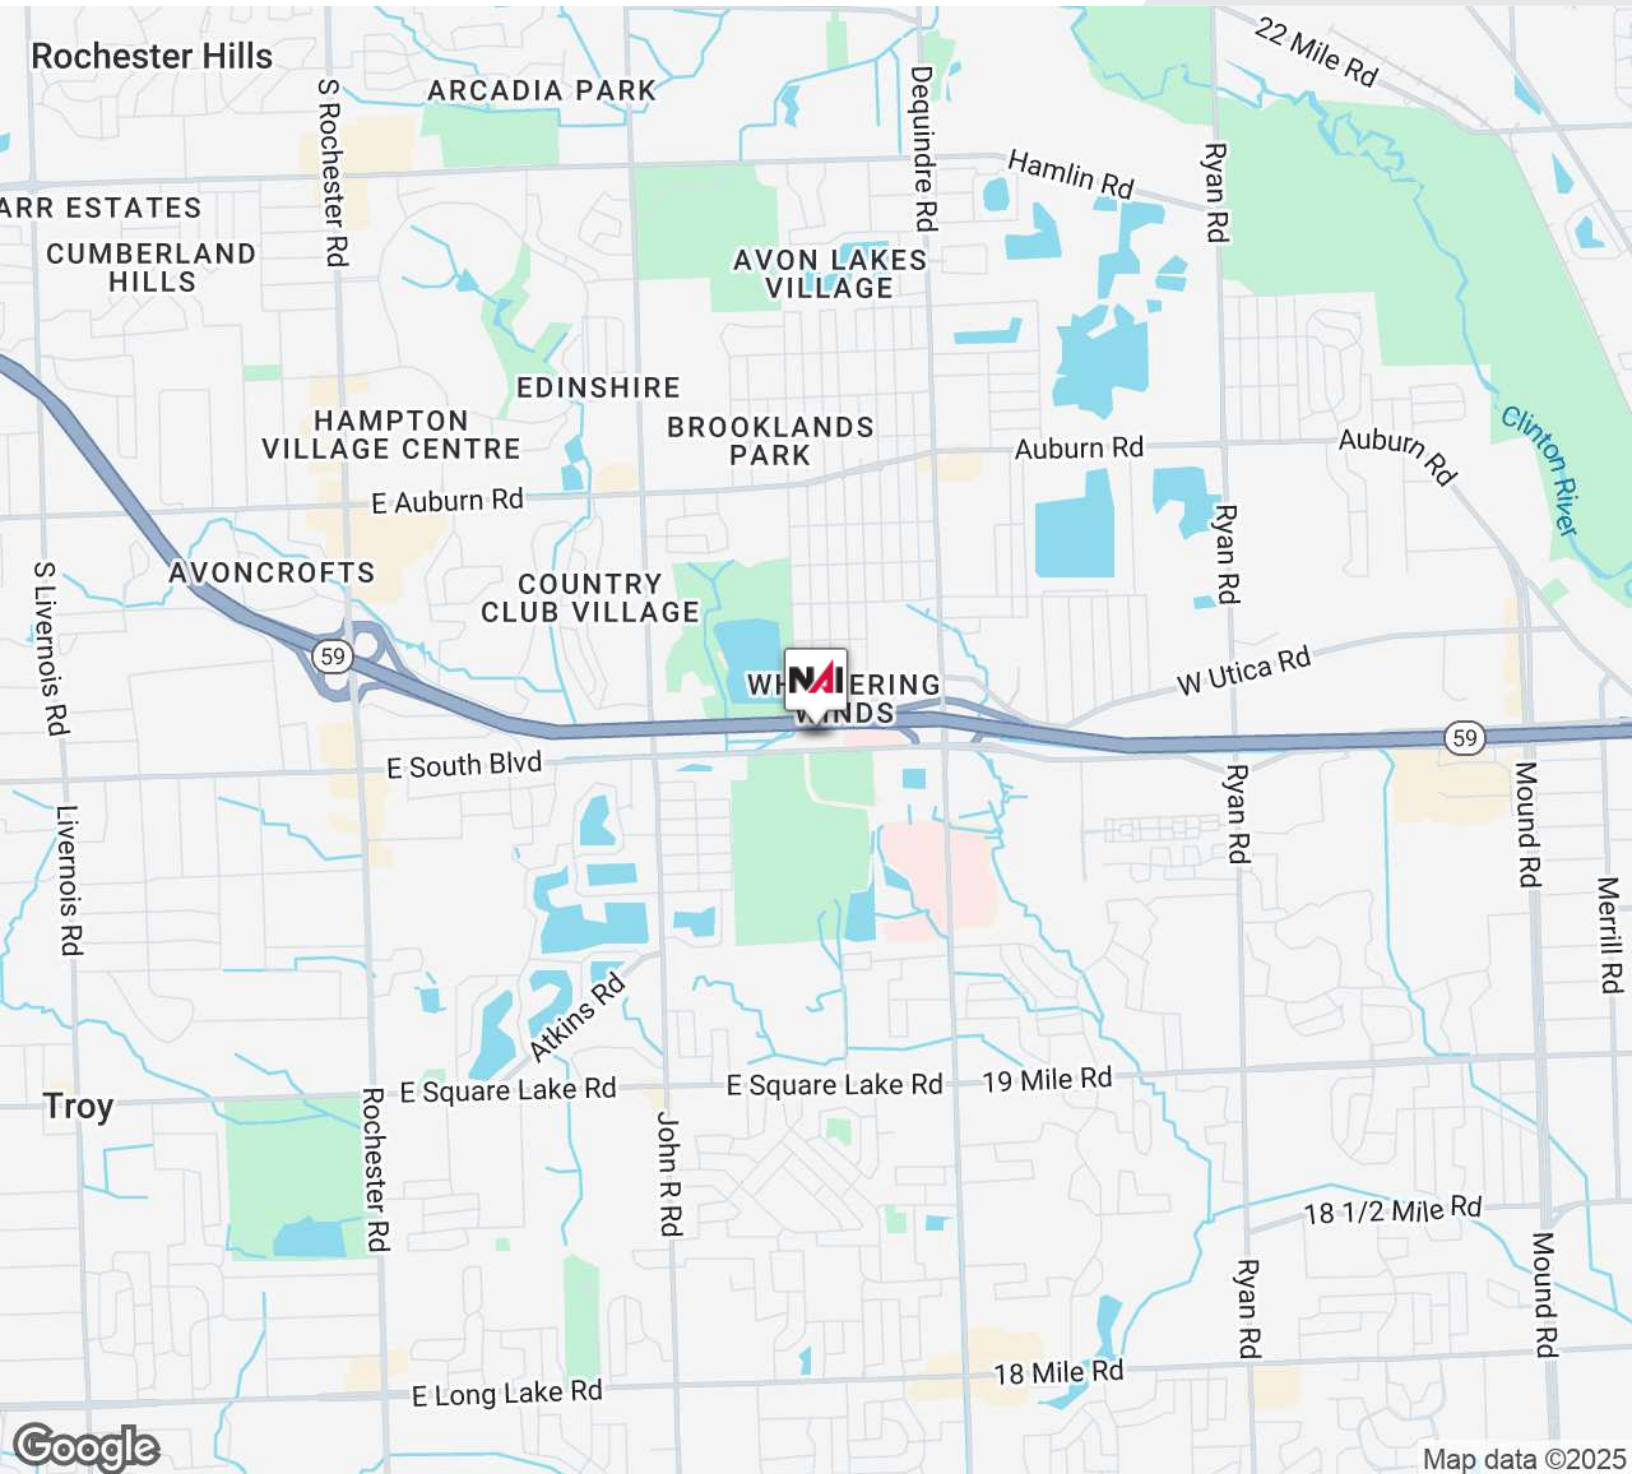 22 Mile Rd
Rochester Hills
ARCADIA PARK
S Rochester Rd
Dequindre Rd
Hamlin Rd
Ryan Rd
ARR ESTATES
CUMBERLAND
HILLS
AVON LAKES
VILLAGE
EDINSHIRE
HAMPTON
VILLAGE CENTRE
BROOKLANDS
PARK
Auburn Rd
Auburn Rd
Clinton River
E Auburn Rd
Ryan Rd
S Livernois Rd
AVONCROFTS
COUNTRY
CLUB VILLAGE
59
W Utica Rd
NAI
WH ERING
WINDS
59
E South Blvd
Ryan Rd
Mound Rd
Livernois Rd
Merrill Rd
Atkins Rd
E Square Lake Rd
E Square Lake Rd
19 Mile Rd
Troy
Rochester Rd
John R Rd
18 1/2 Mile Rd
Ryan Rd
Mound Rd
E Long Lake Rd
18 Mile Rd
Google
Map data ©2025